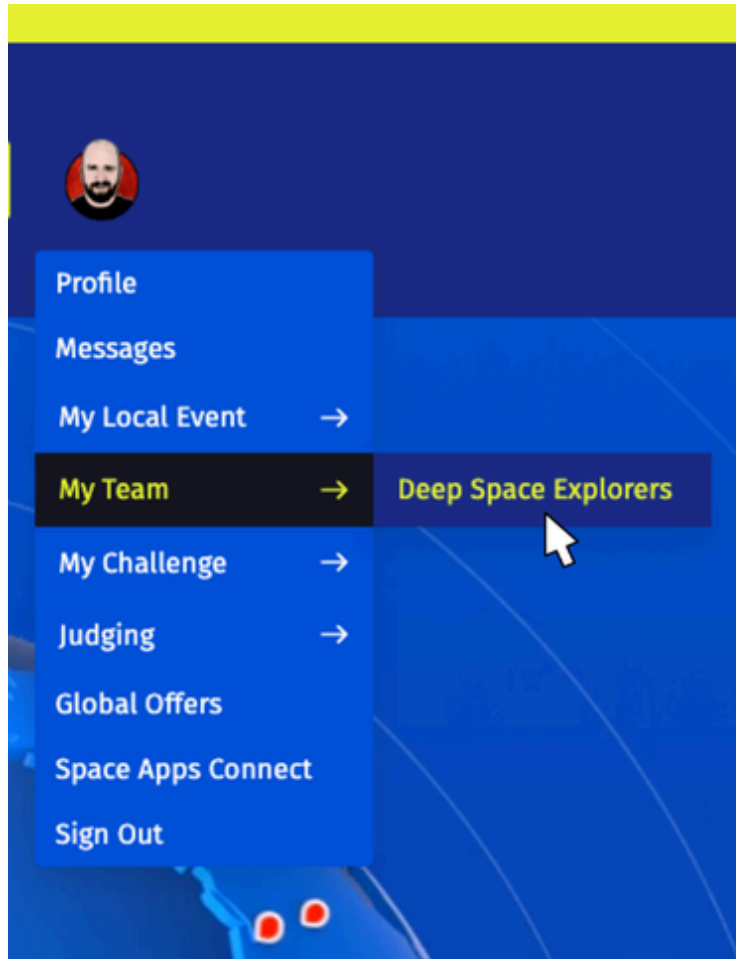 Profile
Messages
My Local Event →
My Team → Deep Space Explorers
My Challenge →
Judging →
Global Offers
Space Apps Connect
Sign Out